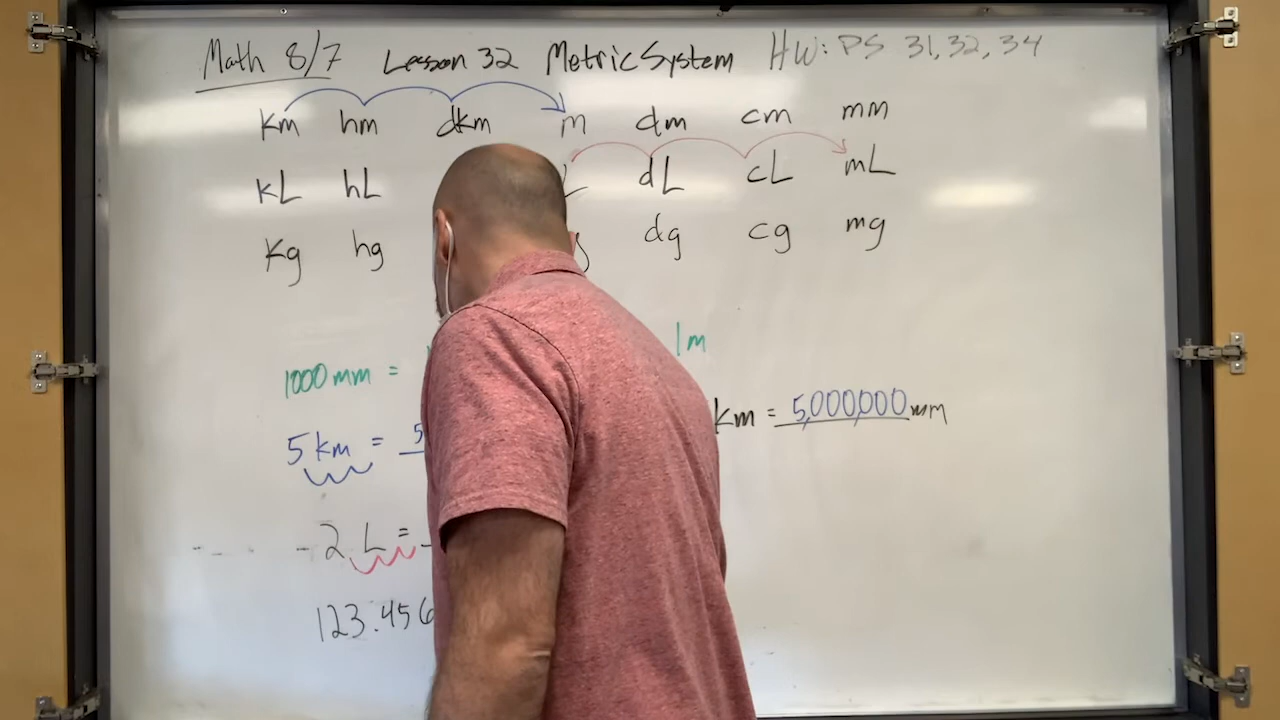 Math 8/7 Lesson 32 Metric System HW: PS 31, 32, 34
km hm dkm m dm cm mm
kL hL L dL cL mL
Kg hg g dg cg mg
1000 mm = 1m
5 km = 5 km = 5,000,000 mm
2 L =
123.456